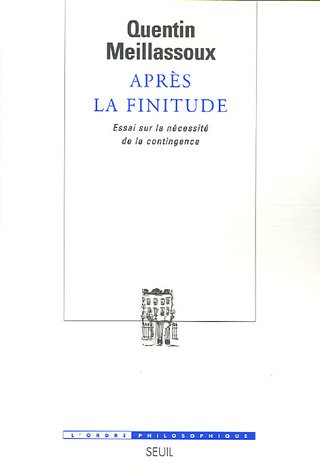 Quentin
Meillassoux
APRÈS
LA FINITUDE
Essai sur la nécessité
de la contingence
L'ORDRE PHILOSOPHIQUE
SEUIL